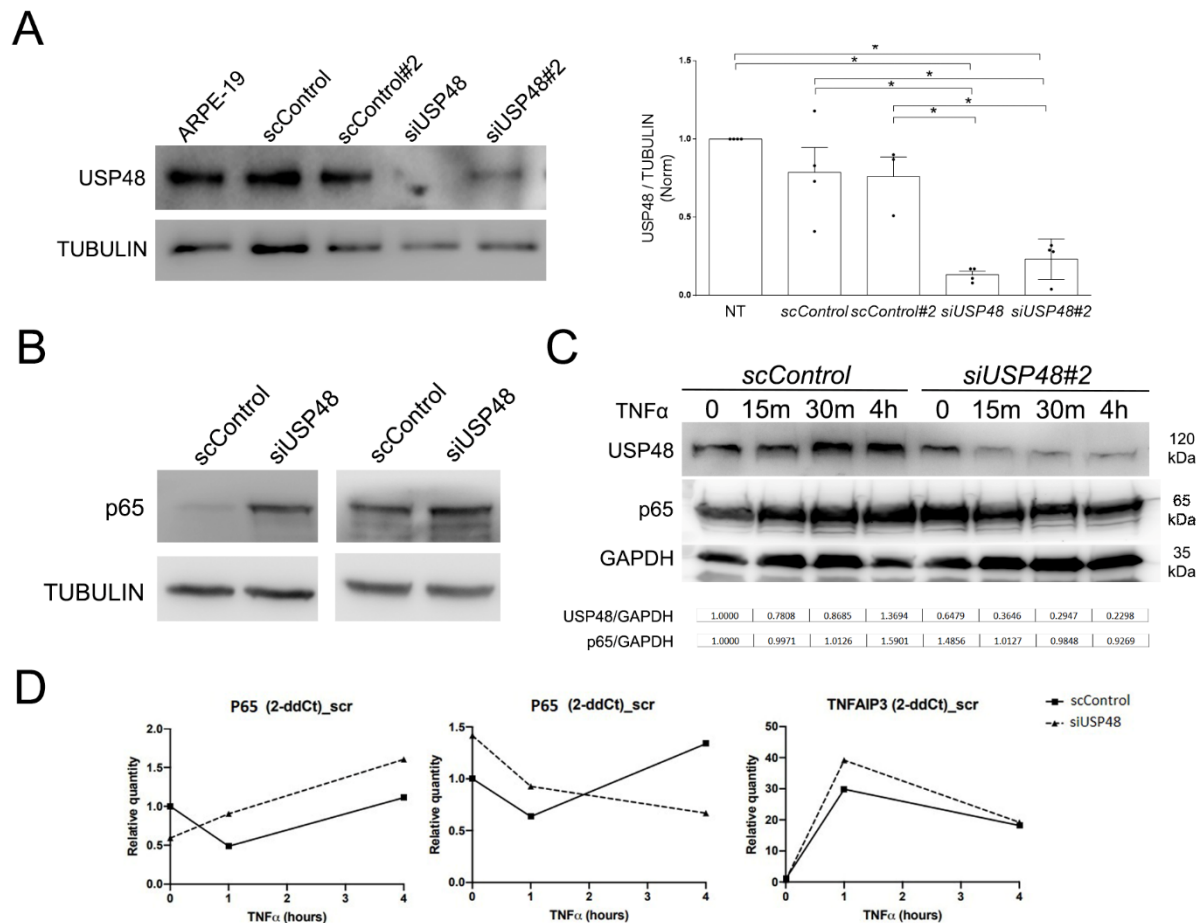 A
ARPE-19
scControl
scControl#2
siUSP48
siUSP48#2
USP48
TUBULIN
USP48 / TUBULIN
(Norm)
1.5
1.0
0.5
0.0
* * * * * *
NT scControl scControl#2 siUSP48 siUSP48#2
B
scControl
siUSP48
scControl
siUSP48
p65
TUBULIN
C
scControl siUSP48#2
TNFα 0 15m 30m 4h 0 15m 30m 4h
USP48 120 kDa
p65 65 kDa
GAPDH 35 kDa
USP48/GAPDH 1.0000 0.7808 0.8685 1.3694 0.6479 0.3646 0.2947 0.2298
p65/GAPDH 1.0000 0.9971 1.0126 1.5901 1.4856 1.0127 0.9848 0.9269
D
P65 (2-ddCt)_scr
Relative quantity
2.0
1.5
1.0
0.5
0.0
0 1 2 3 4
TNFα (hours)
P65 (2-ddCt)_scr
Relative quantity
1.5
1.0
0.5
0.0
0 1 2 3 4
TNFα (hours)
TNFAIP3 (2-ddCt)_scr
Relative quantity
50
40
30
20
10
0
0 1 2 3 4
TNFα (hours)
scControl
siUSP48